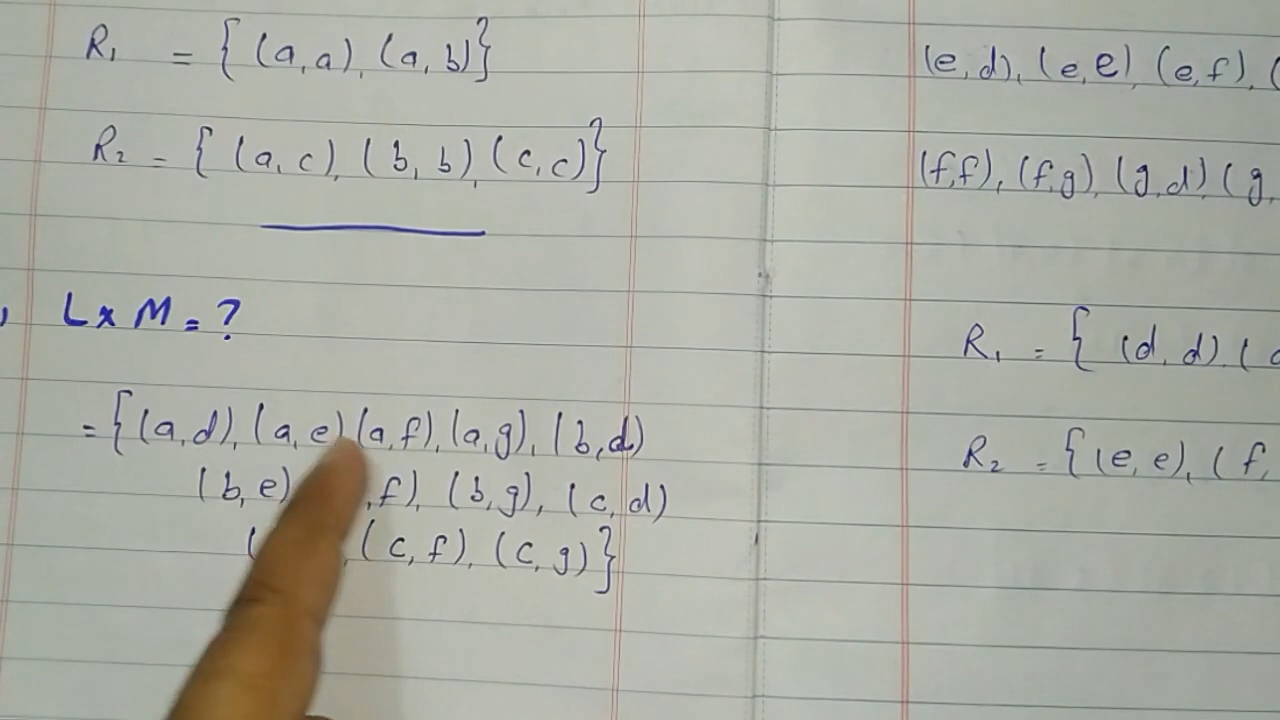 R₁ = { (a,a), (a,b)}
R₂ = { (a,c), (b,b), (c,c)}
L × M = ?
= { (a,d), (a,e) (a,f), (a,g), (b,d)
(b,e) ,f), (b,g), (c,d)
( (c,f), (c,g)}
(e,d), (e,e), (e,f), (
(f,f), (f,g), (g,d), (g,
R₁ = { (d,d), (
R₂ = { (e,e), (f,